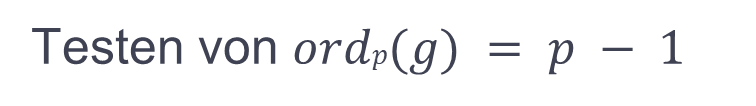 Testen von ordₚ(g) = p − 1